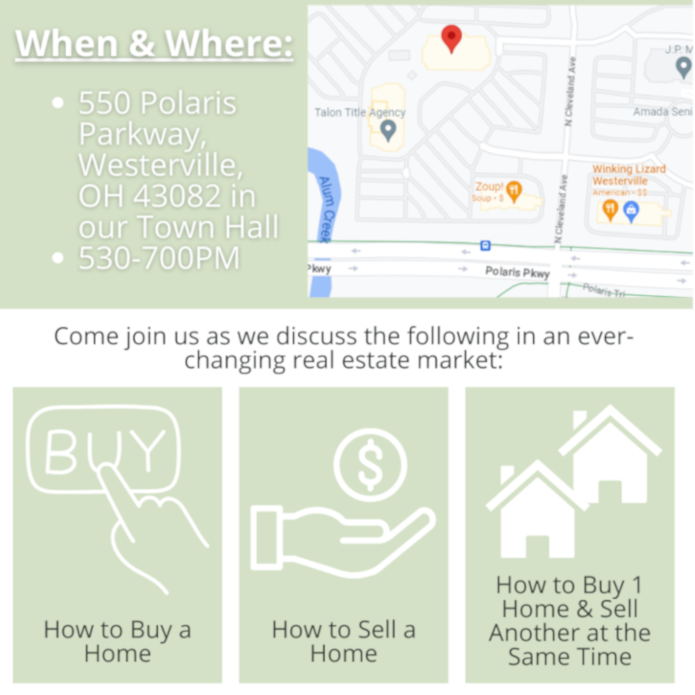 When & Where:
550 Polaris
Parkway,
Westerville,
OH 43082 in
our Town Hall
530-700PM
Talon Title Agency
N Cleveland Ave
J.P. M
Amada Seni
Winking Lizard
Westerville
American • $$
Zoup!
Soup • $
Alum Creek
N Cleveland Ave
Pkwy
Polaris Pkwy
Polaris Tri
Come join us as we discuss the following in an ever-
changing real estate market:
BUY
$
How to Buy a
Home
How to Sell a
Home
How to Buy 1
Home & Sell
Another at the
Same Time